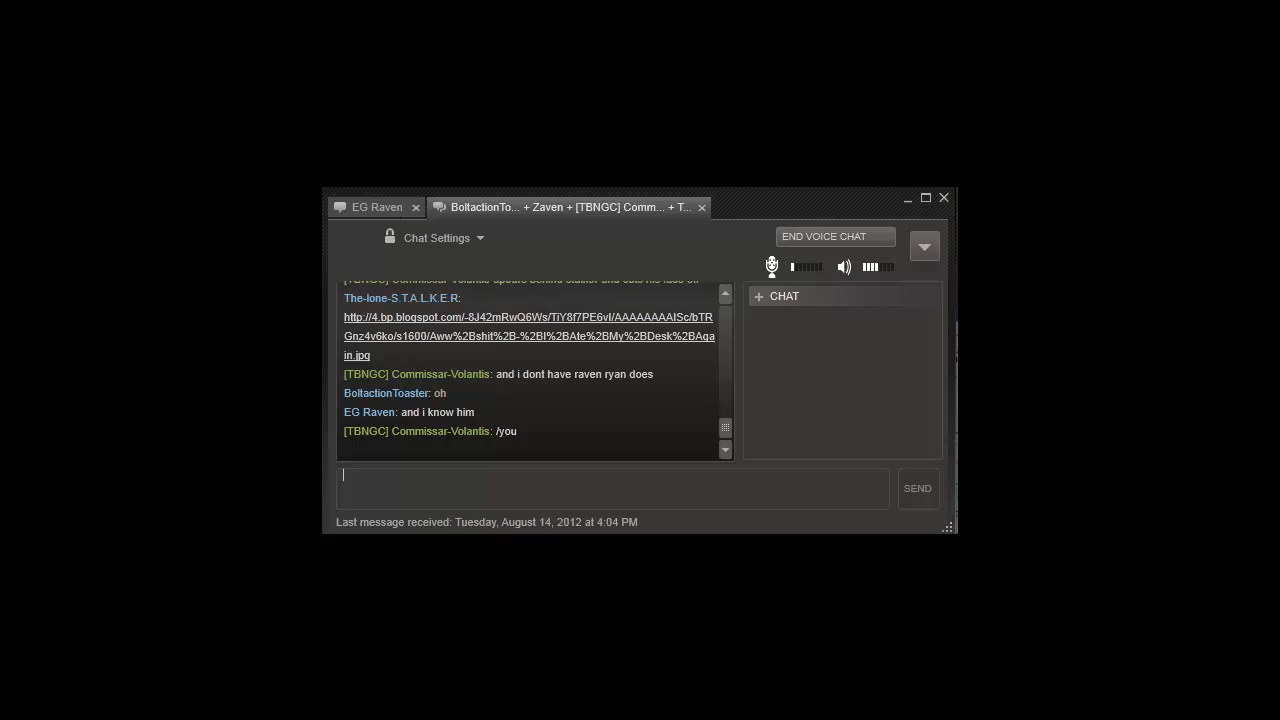 EG Raven
BoltactionTo... + Zaven + [TBNGC] Comm... + T...
Chat Settings
END VOICE CHAT
The-lone-S.T.A.L.K.E.R:
http://4.bp.blogspot.com/-8J42mRwQ6Ws/TiY8f7PE6vI/AAAAAAAAISc/bTR
Gnz4v6ko/s1600/Aww%2Bshit%2B-%2BI%2BAte%2BMy%2BDesk%2BAga
in.jpg
[TBNGC] Commissar-Volantis: and i dont have raven ryan does
BoltactionToaster: oh
EG Raven: and i know him
[TBNGC] Commissar-Volantis: /you
+ CHAT
SEND
Last message received: Tuesday, August 14, 2012 at 4:04 PM